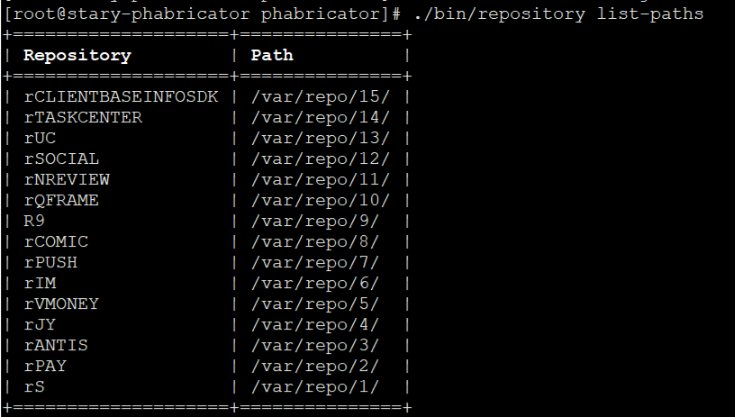 [root@stary-phabricator phabricator]# ./bin/repository list-paths
+====================+===============+
| Repository | Path |
+====================+===============+
| rCLIENTBASEINFOSDK | /var/repo/15/ |
| rTASKCENTER | /var/repo/14/ |
| rUC | /var/repo/13/ |
| rSOCIAL | /var/repo/12/ |
| rNREVIEW | /var/repo/11/ |
| rQFRAME | /var/repo/10/ |
| R9 | /var/repo/9/ |
| rCOMIC | /var/repo/8/ |
| rPUSH | /var/repo/7/ |
| rIM | /var/repo/6/ |
| rVMONEY | /var/repo/5/ |
| rJY | /var/repo/4/ |
| rANTIS | /var/repo/3/ |
| rPAY | /var/repo/2/ |
| rS | /var/repo/1/ |
+====================+===============+